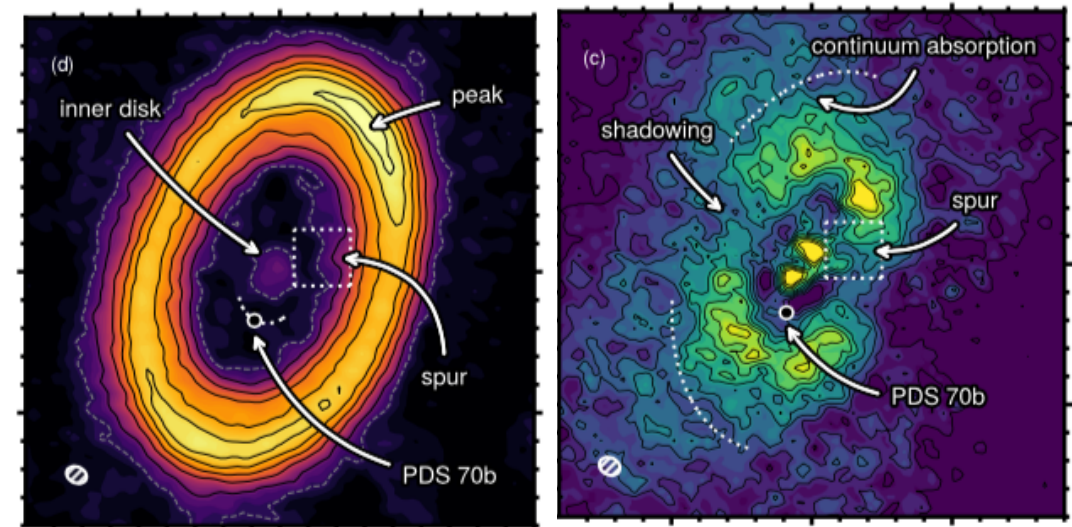 (d)
inner disk
peak
spur
PDS 70b
(c)
continuum absorption
shadowing
spur
PDS 70b